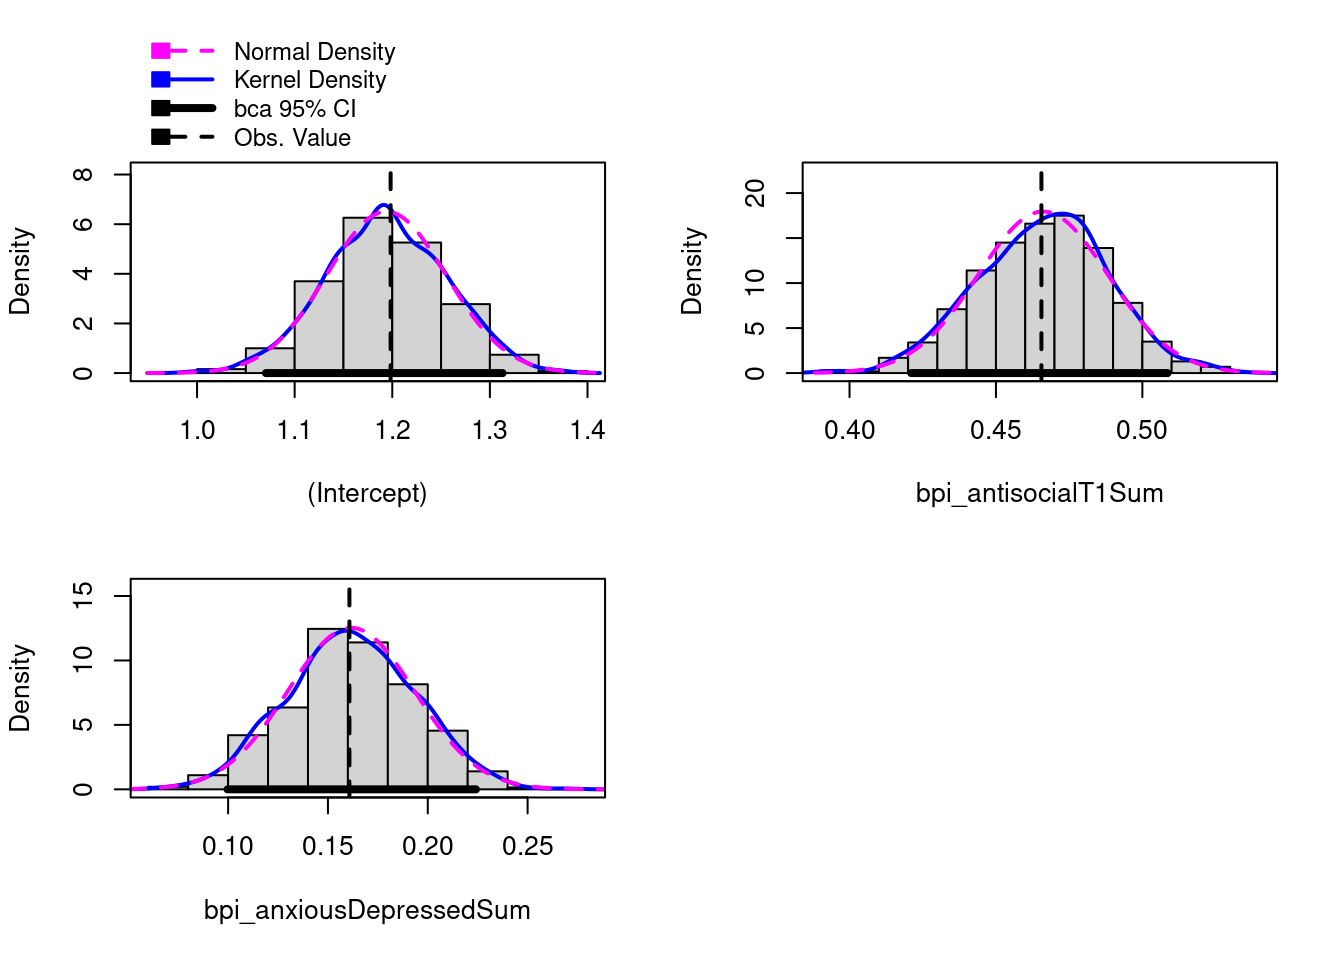 Normal Density
Kernel Density
bca 95% CI
Obs. Value
Density
0 2 4 6 8
1.0 1.1 1.2 1.3 1.4
(Intercept)
Density
0 5 10 20
0.40 0.45 0.50
bpi_antisocialT1Sum
Density
0 5 10 15
0.10 0.15 0.20 0.25
bpi_anxiousDepressedSum